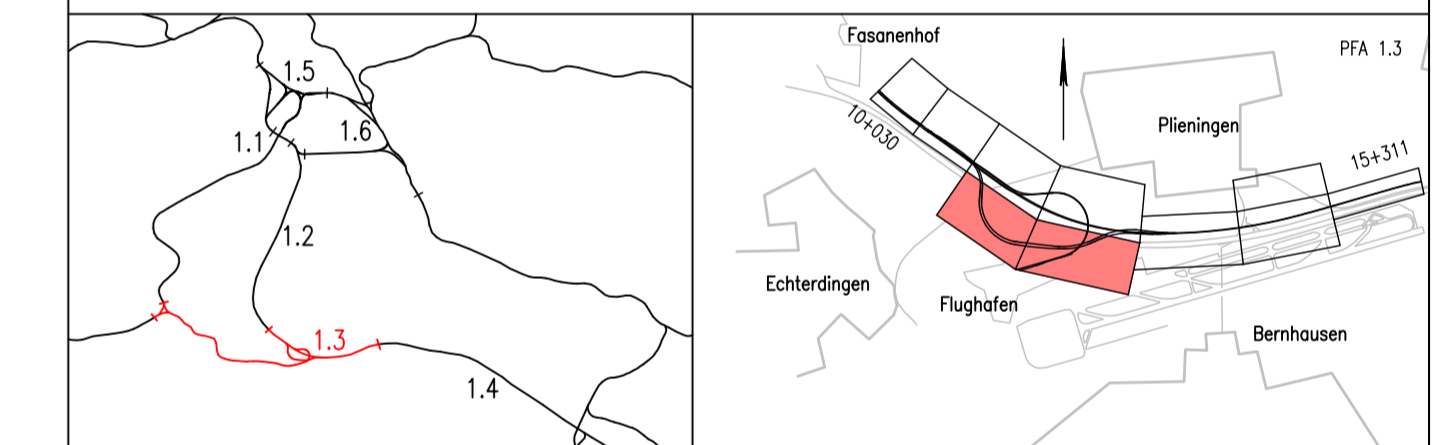 1.5
1.6
1.1
1.2
1.3
1.4
Fasanenhof
PFA 1.3
10+030
Plieningen
15+311
Echterdingen
Flughafen
Bernhausen